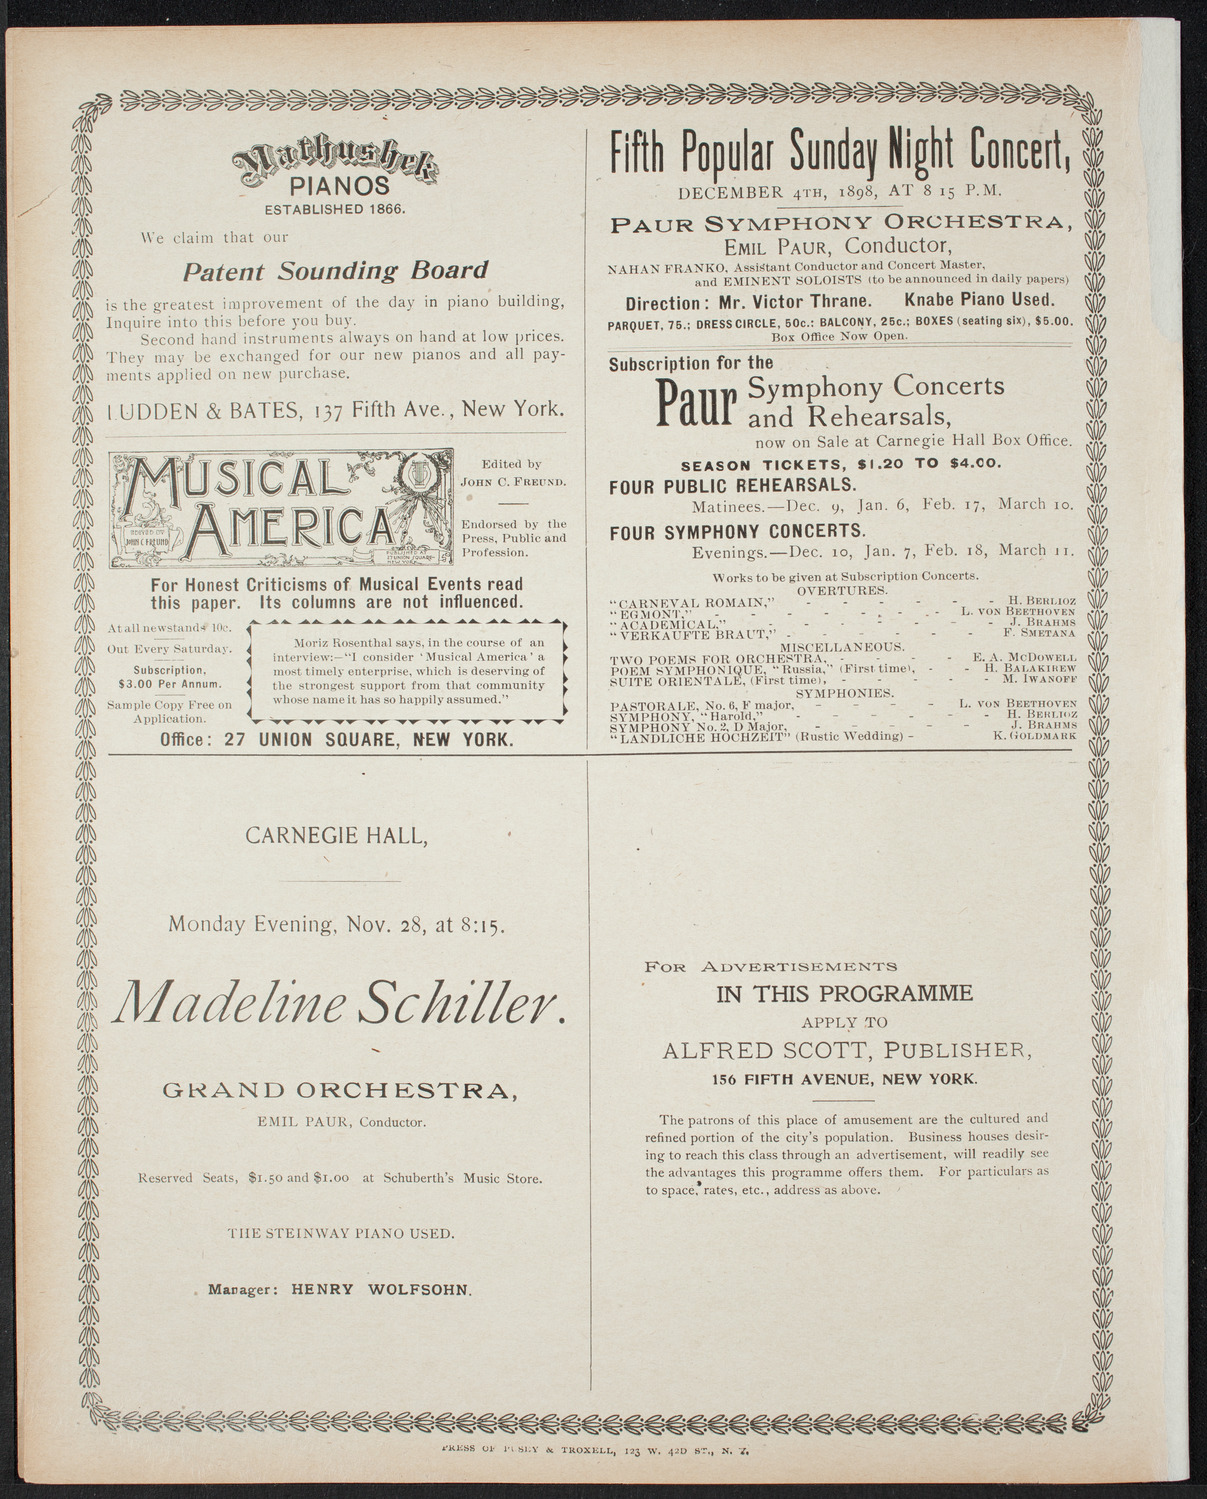 Mathushek
PIANOS
ESTABLISHED 1866.
We claim that our
Patent Sounding Board
is the greatest improvement of the day in piano building,
Inquire into this before you buy.
Second hand instruments always on hand at low prices.
They may be exchanged for our new pianos and all pay-
ments applied on new purchase.
LUDDEN & BATES, 137 Fifth Ave., New York.
MUSICAL
AMERICA
EDITED BY
JOHN C FREUND
PUBLISHED AT
27 UNION SQUARE
NEW YORK
Edited by
JOHN C. FREUND.
Endorsed by the
Press, Public and
Profession.
For Honest Criticisms of Musical Events read
this paper. Its columns are not influenced.
At all newstands 10c.
Out Every Saturday.
Subscription,
$3.00 Per Annum.
Sample Copy Free on
Application.
Moriz Rosenthal says, in the course of an
interview:—"I consider 'Musical America' a
most timely enterprise, which is deserving of
the strongest support from that community
whose name it has so happily assumed."
Office: 27 UNION SQUARE, NEW YORK.
Fifth Popular Sunday Night Concert,
DECEMBER 4TH, 1898, AT 8 15 P.M.
PAUR SYMPHONY ORCHESTRA,
EMIL PAUR, Conductor,
NAHAN FRANKO, Assistant Conductor and Concert Master,
and EMINENT SOLOISTS (to be announced in daily papers)
Direction: Mr. Victor Thrane. Knabe Piano Used.
PARQUET, 75.; DRESS CIRCLE, 50c.: BALCONY, 25c.; BOXES (seating six), $5.00.
Box Office Now Open.
Subscription for the
Paur Symphony Concerts
and Rehearsals,
now on Sale at Carnegie Hall Box Office.
SEASON TICKETS, $1.20 TO $4.00.
FOUR PUBLIC REHEARSALS.
Matinees.—Dec. 9, Jan. 6, Feb. 17, March 10.
FOUR SYMPHONY CONCERTS.
Evenings.—Dec. 10, Jan. 7, Feb. 18, March 11.
Works to be given at Subscription Concerts.
OVERTURES.
"CARNEVAL ROMAIN," - - - - - - H. BERLIOZ
"EGMONT," - - - - - - - - L. VON BEETHOVEN
"ACADEMICAL," - - - - - - - J. BRAHMS
"VERKAUFTE BRAUT," - - - - - - F. SMETANA
MISCELLANEOUS.
TWO POEMS FOR ORCHESTRA, - - - - E. A. MCDOWELL
POEM SYMPHONIQUE, "Russia," (First time), - - H. BALAKIREW
SUITE ORIENTALE, (First time), - - - - - M. IWANOFF
SYMPHONIES.
PASTORALE, No. 6, F major, - - - - L. VON BEETHOVEN
SYMPHONY, "Harold," - - - - - - H. BERLIOZ
SYMPHONY No. 2, D Major, - - - - - J. BRAHMS
"LANDLICHE HOCHZEIT" (Rustic Wedding) - K. GOLDMARK
CARNEGIE HALL,
Monday Evening, Nov. 28, at 8:15.
Madeline Schiller.
GRAND ORCHESTRA,
EMIL PAUR, Conductor.
Reserved Seats, $1.50 and $1.00 at Schuberth's Music Store.
THE STEINWAY PIANO USED.
Manager: HENRY WOLFSOHN.
FOR ADVERTISEMENTS
IN THIS PROGRAMME
APPLY TO
ALFRED SCOTT, PUBLISHER,
156 FIFTH AVENUE, NEW YORK.
The patrons of this place of amusement are the cultured and
refined portion of the city's population. Business houses desir-
ing to reach this class through an advertisement, will readily see
the advantages this programme offers them. For particulars as
to space, rates, etc., address as above.
PRESS OF PUSEY & TROXELL, 123 W. 42D ST., N. Y.